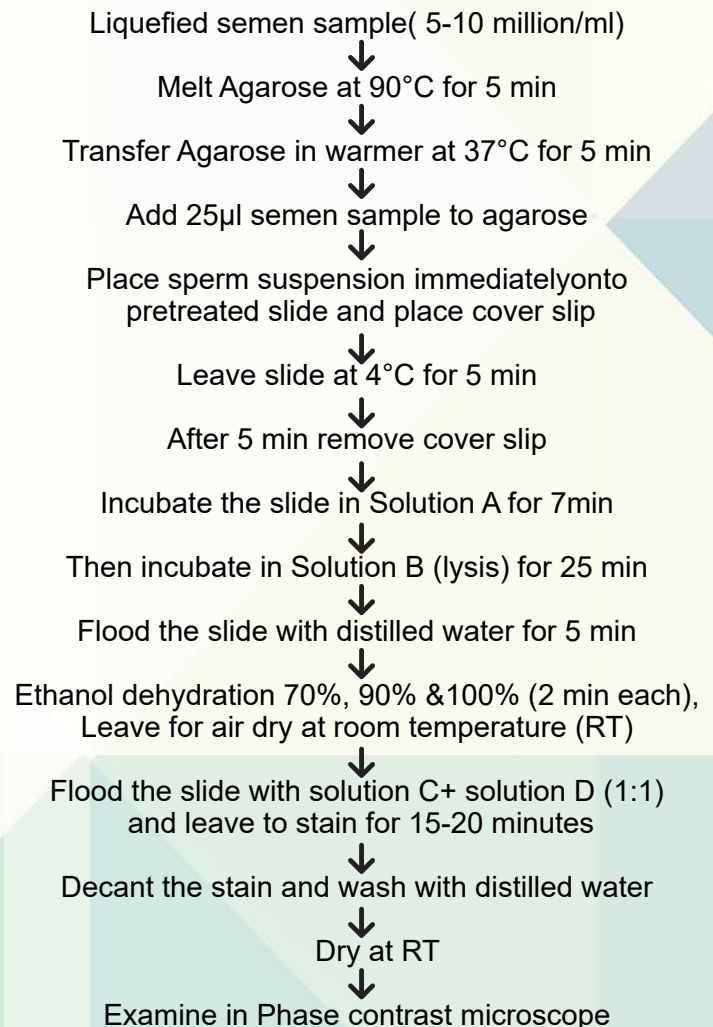 Liquefied semen sample( 5-10 million/ml)
Melt Agarose at 90°C for 5 min
Transfer Agarose in warmer at 37°C for 5 min
Add 25µl semen sample to agarose
Place sperm suspension immediatelyonto
pretreated slide and place cover slip
Leave slide at 4°C for 5 min
After 5 min remove cover slip
Incubate the slide in Solution A for 7min
Then incubate in Solution B (lysis) for 25 min
Flood the slide with distilled water for 5 min
Ethanol dehydration 70%, 90% &100% (2 min each),
Leave for air dry at room temperature (RT)
Flood the slide with solution C+ solution D (1:1)
and leave to stain for 15-20 minutes
Decant the stain and wash with distilled water
Dry at RT
Examine in Phase contrast microscope